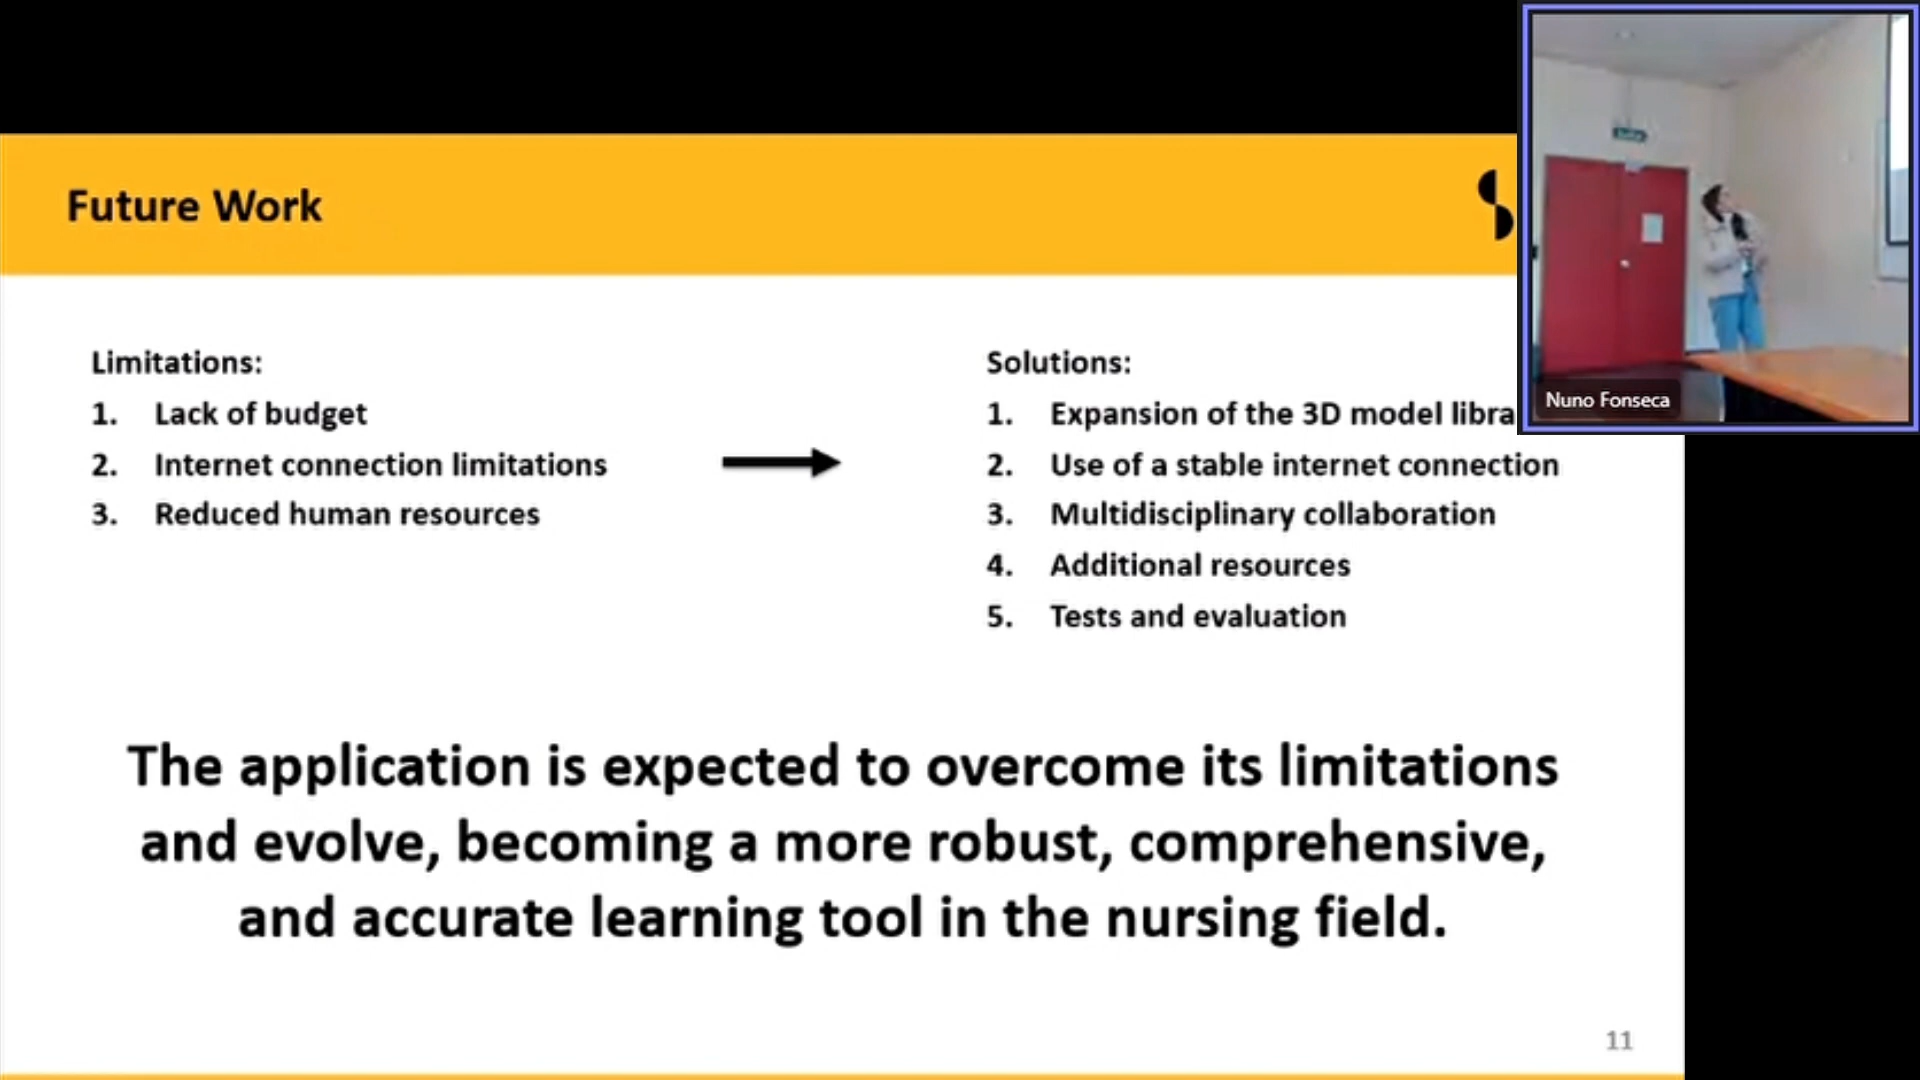 Future Work
Limitations:
1. Lack of budget
2. Internet connection limitations
3. Reduced human resources
Solutions:
1. Expansion of the 3D model
2. Use of a stable internet connection
3. Multidisciplinary collaboration
4. Additional resources
5. Tests and evaluation
The application is expected to overcome its limitations
and evolve, becoming a more robust, comprehensive,
and accurate learning tool in the nursing field.
11
Nuno Fonseca